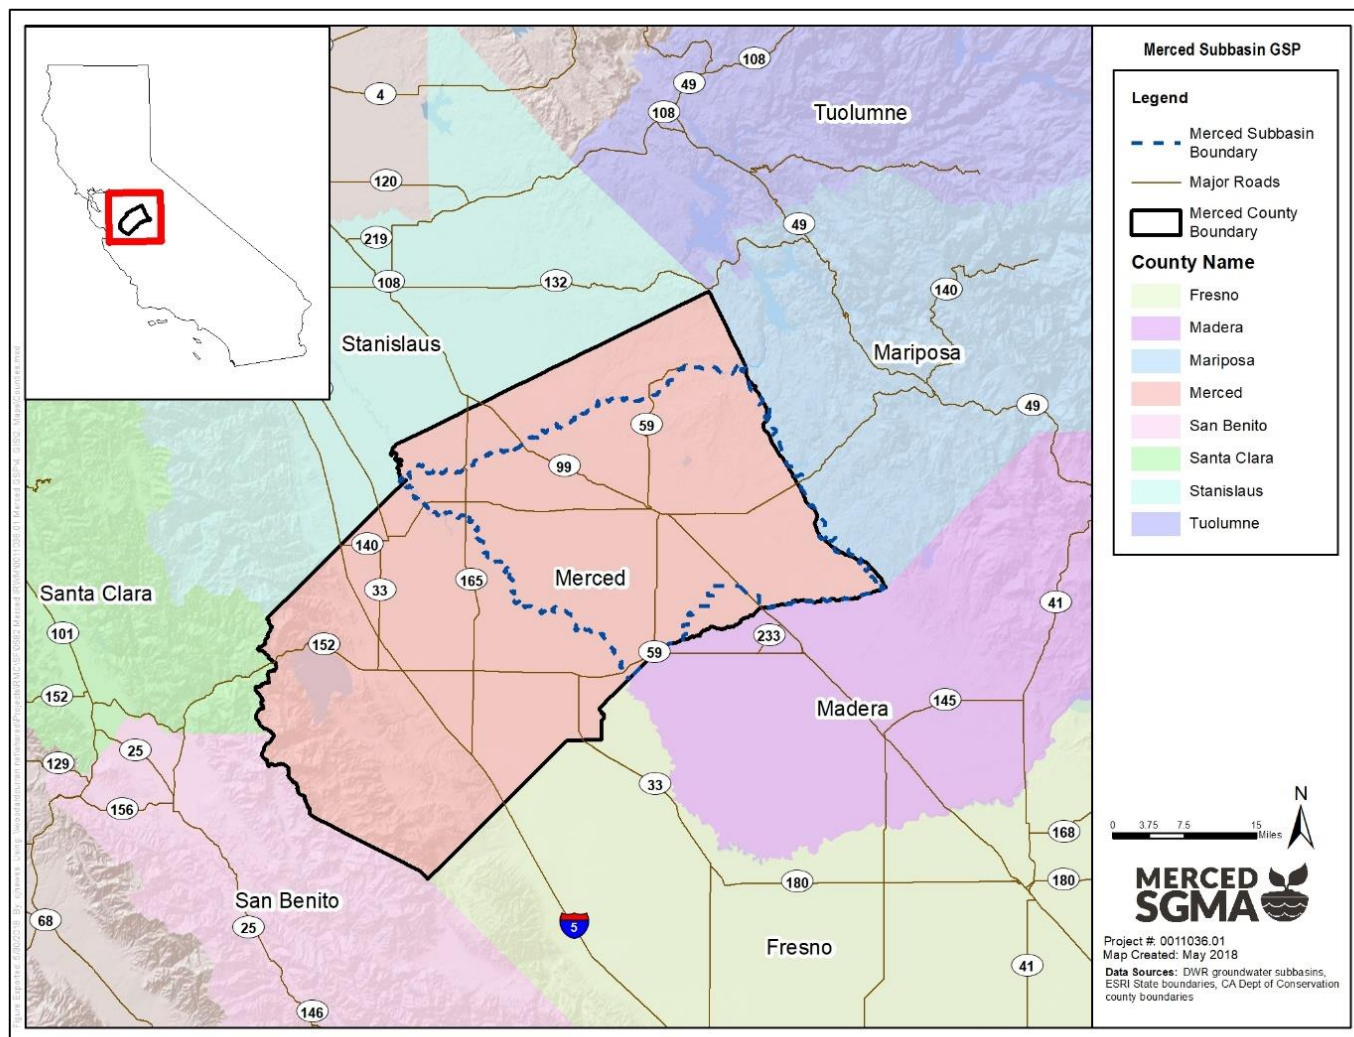 Merced Subbasin GSP
Legend
Merced Subbasin
Boundary
Major Roads
Merced County
Boundary
County Name
Fresno
Madera
Mariposa
Merced
San Benito
Santa Clara
Stanislaus
Tuolumne
N
0 3.75 7.5 15
Miles
MERCED
SGMA
Project #: 0011036.01
Map Created: May 2018
Data Sources: DWR groundwater subbasins,
ESRI State boundaries, CA Dept of Conservation
county boundaries
108
49
4
108
Tuolumne
120
219
49
108
132
140
Stanislaus
Mariposa
49
59
99
140
165
Merced
33
Santa Clara
41
101
233
152
59
152
145
Madera
25
129
33
156
168
180
180
San Benito
68
25
5
Fresno
41
146